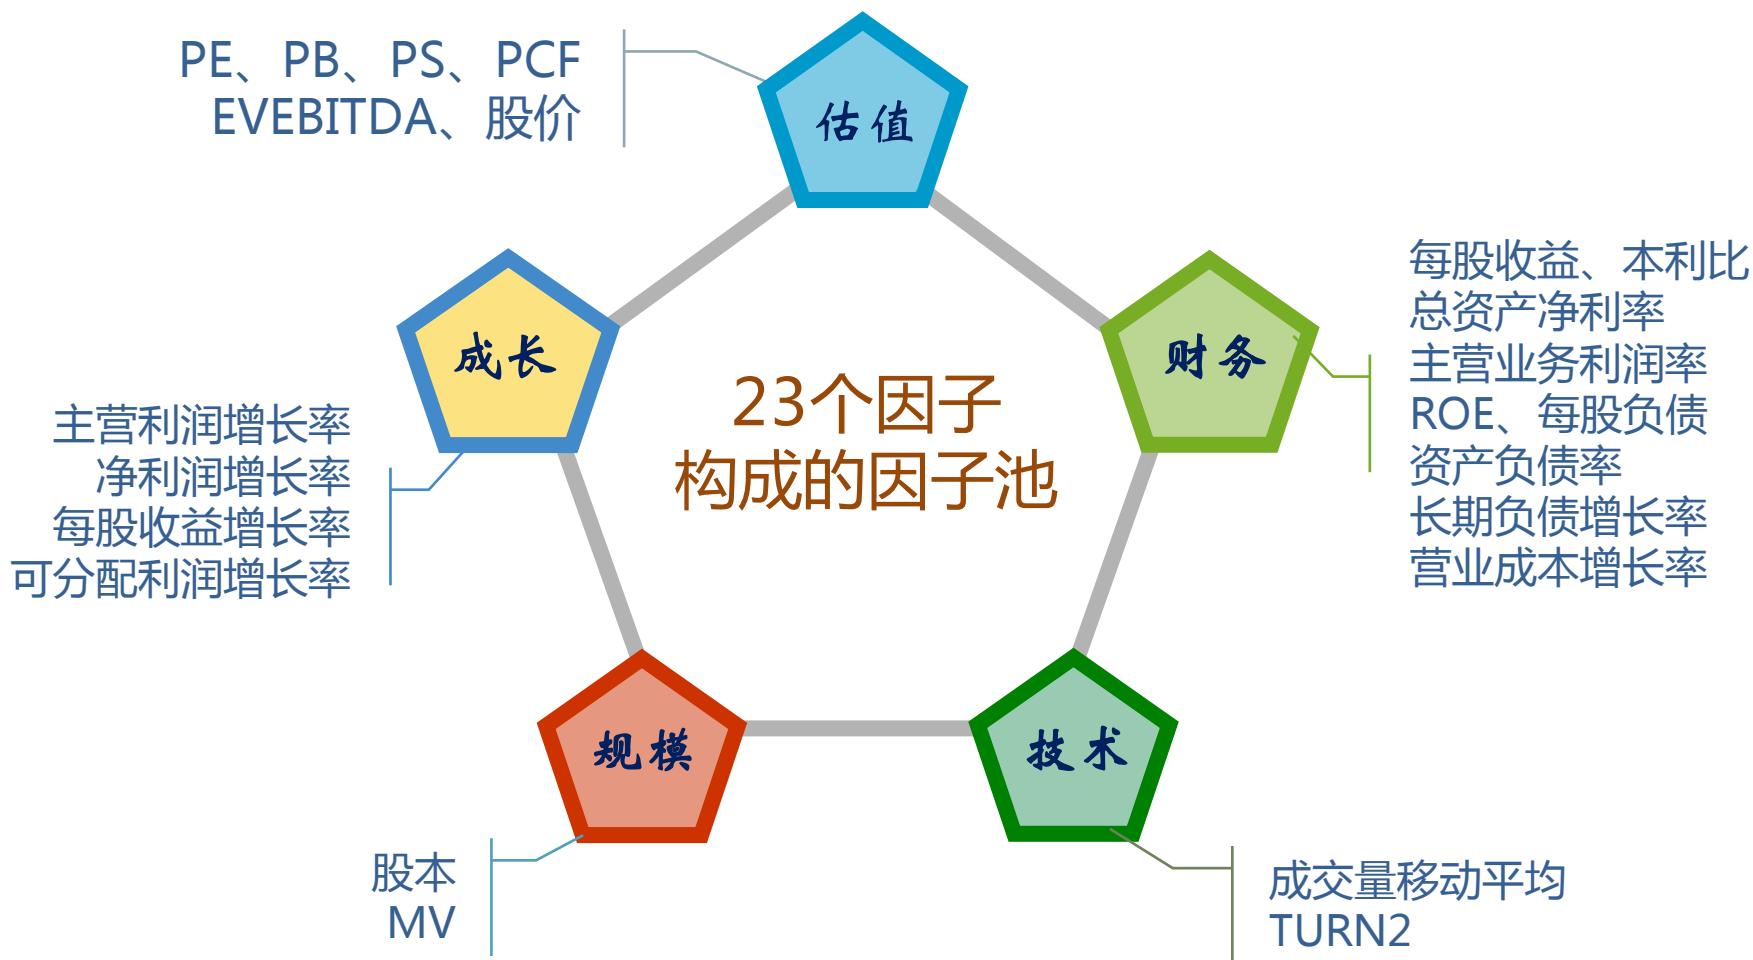 PE、PB、PS、PCF
EVEBITDA、股价
估值
成长
财务
每股收益、本利比
总资产净利率
主营业务利润率
ROE、每股负债
资产负债率
长期负债增长率
营业成本增长率
主营利润增长率
净利润增长率
每股收益增长率
可分配利润增长率
23个因子
构成的因子池
规模
技术
股本
MV
成交量移动平均
TURN2